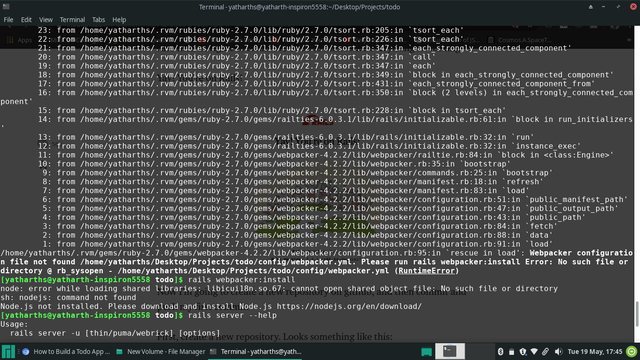 Terminal - yatharths@yatharth-inspiron5558:~/Desktop/Projects/todo
File Edit View Terminal Tabs Help
23: from /home/yatharths/.rvm/rubies/ruby-2.7.0/lib/ruby/2.7.0/tsort.rb:205:in `tsort_each'
22: from /home/yatharths/.rvm/rubies/ruby-2.7.0/lib/ruby/2.7.0/tsort.rb:226:in `tsort_each'
21: from /home/yatharths/.rvm/rubies/ruby-2.7.0/lib/ruby/2.7.0/tsort.rb:347:in `each_strongly_connected_component'
20: from /home/yatharths/.rvm/rubies/ruby-2.7.0/lib/ruby/2.7.0/tsort.rb:347:in `call'
19: from /home/yatharths/.rvm/rubies/ruby-2.7.0/lib/ruby/2.7.0/tsort.rb:347:in `each'
18: from /home/yatharths/.rvm/rubies/ruby-2.7.0/lib/ruby/2.7.0/tsort.rb:349:in `block in each_strongly_connected_component'
17: from /home/yatharths/.rvm/rubies/ruby-2.7.0/lib/ruby/2.7.0/tsort.rb:431:in `each_strongly_connected_component_from'
16: from /home/yatharths/.rvm/rubies/ruby-2.7.0/lib/ruby/2.7.0/tsort.rb:350:in `block (2 levels) in each_strongly_connected_comp
onent'
15: from /home/yatharths/.rvm/rubies/ruby-2.7.0/lib/ruby/2.7.0/tsort.rb:228:in `block in tsort_each'
14: from /home/yatharths/.rvm/gems/ruby-2.7.0/gems/railties-6.0.3.1/lib/rails/initializable.rb:61:in `block in run_initializers
'
13: from /home/yatharths/.rvm/gems/ruby-2.7.0/gems/railties-6.0.3.1/lib/rails/initializable.rb:32:in `run'
12: from /home/yatharths/.rvm/gems/ruby-2.7.0/gems/railties-6.0.3.1/lib/rails/initializable.rb:32:in `instance_exec'
11: from /home/yatharths/.rvm/gems/ruby-2.7.0/gems/webpacker-4.2.2/lib/webpacker/railtie.rb:84:in `block in <class:Engine>'
10: from /home/yatharths/.rvm/gems/ruby-2.7.0/gems/webpacker-4.2.2/lib/webpacker.rb:35:in `bootstrap'
9: from /home/yatharths/.rvm/gems/ruby-2.7.0/gems/webpacker-4.2.2/lib/webpacker/commands.rb:25:in `bootstrap'
8: from /home/yatharths/.rvm/gems/ruby-2.7.0/gems/webpacker-4.2.2/lib/webpacker/manifest.rb:18:in `refresh'
7: from /home/yatharths/.rvm/gems/ruby-2.7.0/gems/webpacker-4.2.2/lib/webpacker/manifest.rb:83:in `load'
6: from /home/yatharths/.rvm/gems/ruby-2.7.0/gems/webpacker-4.2.2/lib/webpacker/configuration.rb:51:in `public_manifest_path'
5: from /home/yatharths/.rvm/gems/ruby-2.7.0/gems/webpacker-4.2.2/lib/webpacker/configuration.rb:47:in `public_output_path'
4: from /home/yatharths/.rvm/gems/ruby-2.7.0/gems/webpacker-4.2.2/lib/webpacker/configuration.rb:43:in `public_path'
3: from /home/yatharths/.rvm/gems/ruby-2.7.0/gems/webpacker-4.2.2/lib/webpacker/configuration.rb:84:in `fetch'
2: from /home/yatharths/.rvm/gems/ruby-2.7.0/gems/webpacker-4.2.2/lib/webpacker/configuration.rb:88:in `data'
1: from /home/yatharths/.rvm/gems/ruby-2.7.0/gems/webpacker-4.2.2/lib/webpacker/configuration.rb:91:in `load'
/home/yatharths/.rvm/gems/ruby-2.7.0/gems/webpacker-4.2.2/lib/webpacker/configuration.rb:95:in `rescue in load': Webpacker configuratio
n file not found /home/yatharths/Desktop/Projects/todo/config/webpacker.yml. Please run rails webpacker:install Error: No such file or
directory @ rb_sysopen - /home/yatharths/Desktop/Projects/todo/config/webpacker.yml (RuntimeError)
[yatharths@yatharth-inspiron5558 todo]$ rails webpacker:install
node: error while loading shared libraries: libicui18n.so.67: cannot open shared object file: No such file or directory
sh: nodejs: command not found
Node.js not installed. Please download and install Node.js https://nodejs.org/en/download/
[yatharths@yatharth-inspiron5558 todo]$ rails server --help
Usage:
rails server -u [thin/puma/webrick] [options]
First, create a new repository. Looks something like this:
How to Build a Todo App ...
New Volume - File Manager
Terminal - yatharths@yath...
Tue 19 May, 17:45